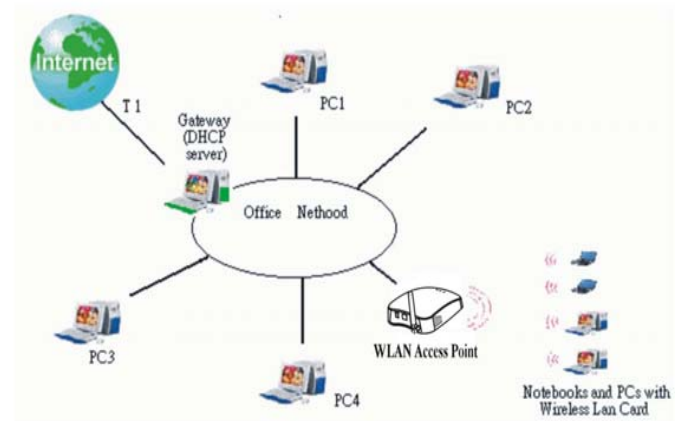 Internet
T 1
PC1
PC2
Gateway
(DHCP
server)
Office Nethood
PC3
PC4
WLAN Access Point
Notebooks and PCs with
Wireless Lan Card